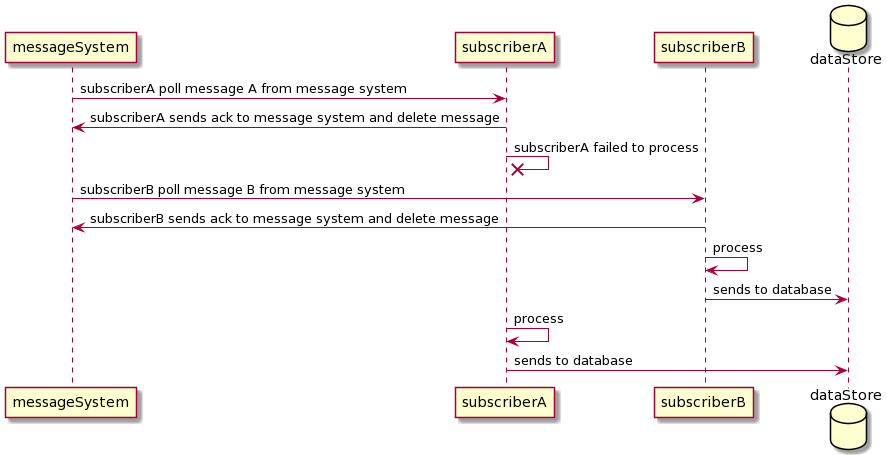 messageSystem
subscriberA
subscriberB
dataStore
subscriberA poll message A from message system
subscriberA sends ack to message system and delete message
subscriberA failed to process
subscriberB poll message B from message system
subscriberB sends ack to message system and delete message
process
sends to database
process
sends to database
messageSystem
subscriberA
subscriberB
dataStore